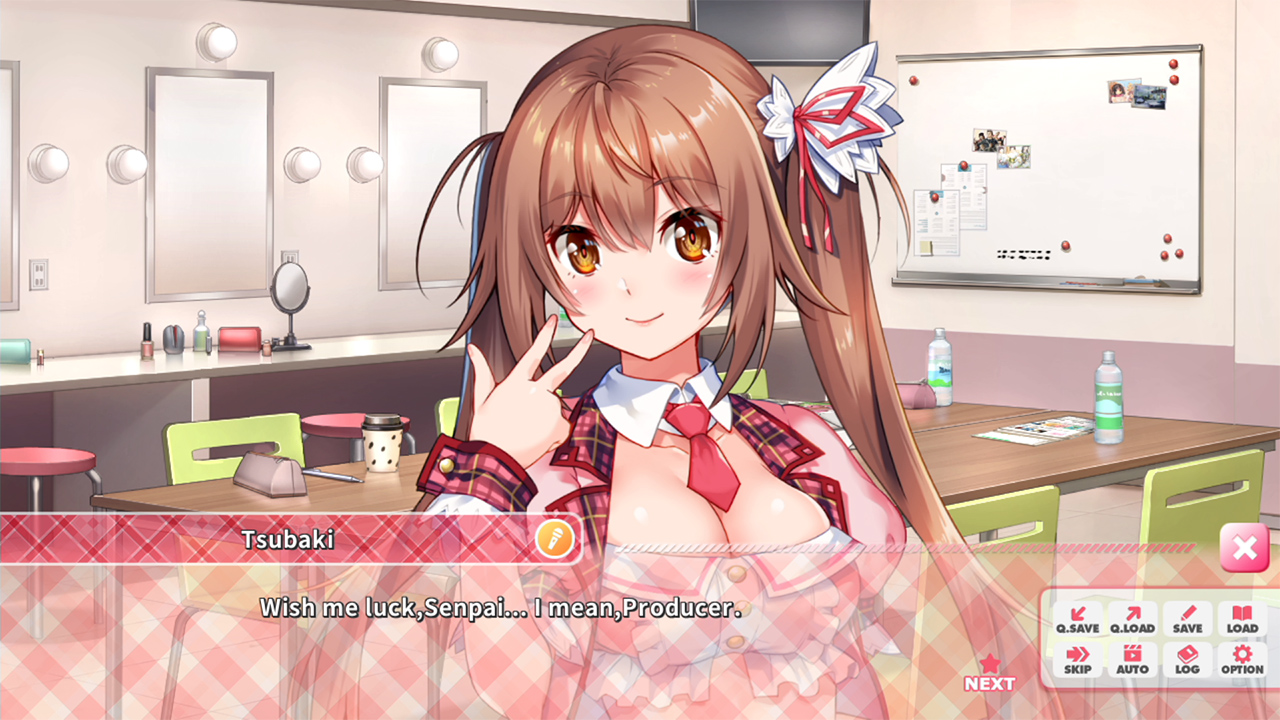 Tsubaki
Wish me luck,Senpai... I mean,Producer.
NEXT
Q.SAVE Q.LOAD SAVE LOAD
SKIP AUTO LOG OPTION